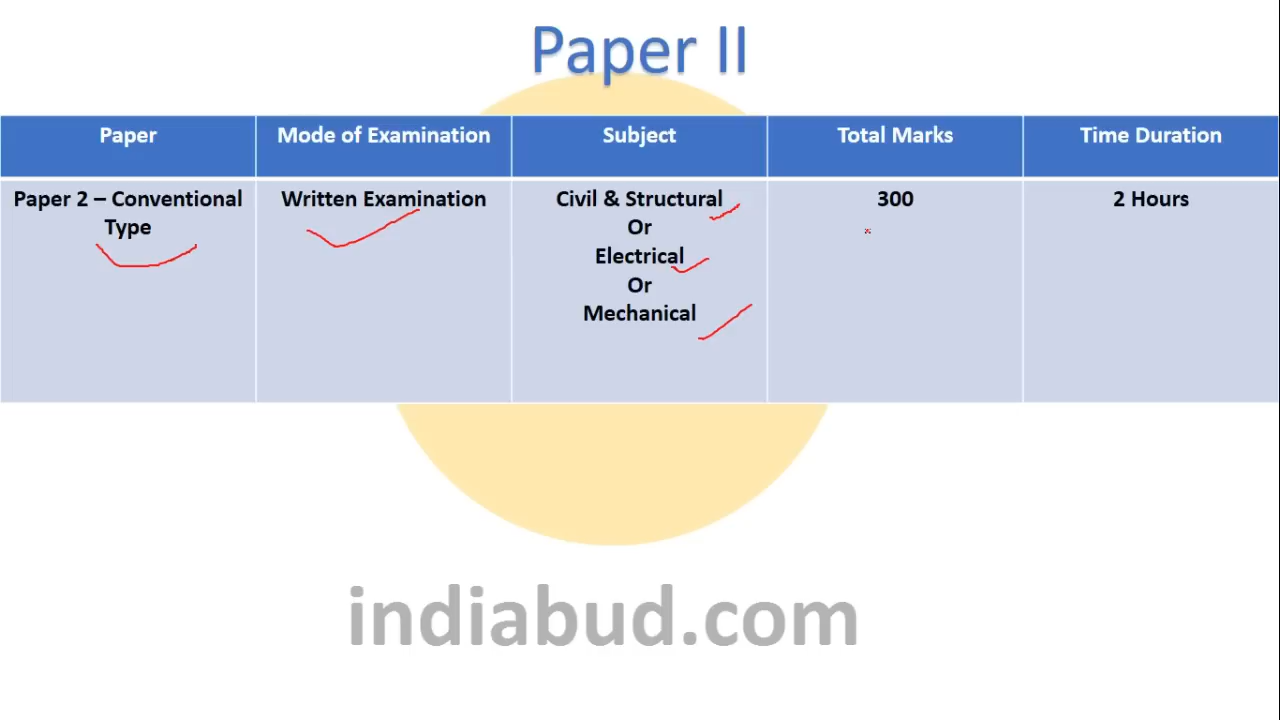 Paper II
Paper
Mode of Examination
Subject
Total Marks
Time Duration
Paper 2 – Conventional
Type
Written Examination
Civil & Structural
Or
Electrical
Or
Mechanical
300
2 Hours
indiabud.com